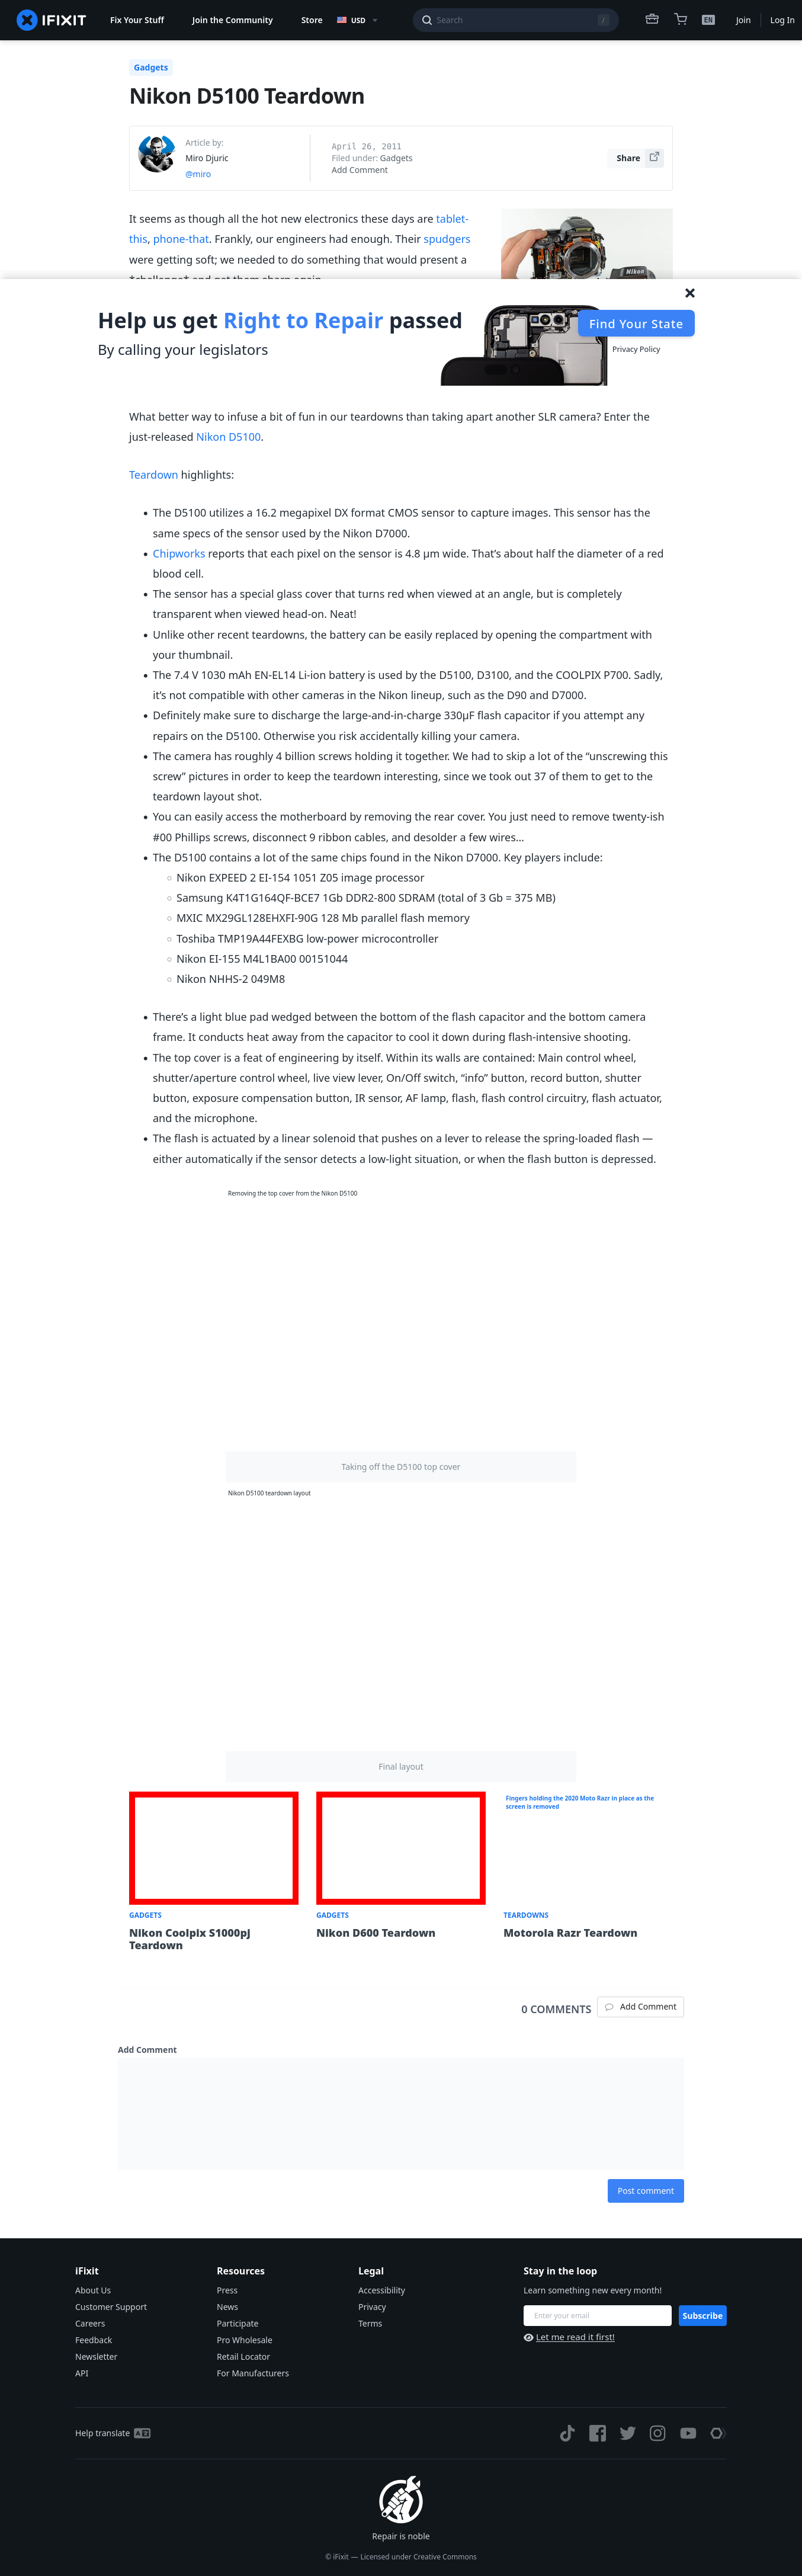 IFIXIT
Fix Your Stuff
Join the Community
Store
USD
Search
/
EN
Join
Log In
Gadgets
Nikon D5100 Teardown
Article by:
Miro Djuric
@miro
April 26, 2011
Filed under: Gadgets
Add Comment
Share
It seems as though all the hot new electronics these days are tablet-
this, phone-that. Frankly, our engineers had enough. Their spudgers
were getting soft; we needed to do something that would present a
Nikon
Help us get Right to Repair passed
By calling your legislators
Find Your State
Privacy Policy
What better way to infuse a bit of fun in our teardowns than taking apart another SLR camera? Enter the
just-released Nikon D5100.
Teardown highlights:
The D5100 utilizes a 16.2 megapixel DX format CMOS sensor to capture images. This sensor has the
same specs of the sensor used by the Nikon D7000.
Chipworks reports that each pixel on the sensor is 4.8 µm wide. That’s about half the diameter of a red
blood cell.
The sensor has a special glass cover that turns red when viewed at an angle, but is completely
transparent when viewed head-on. Neat!
Unlike other recent teardowns, the battery can be easily replaced by opening the compartment with
your thumbnail.
The 7.4 V 1030 mAh EN-EL14 Li-ion battery is used by the D5100, D3100, and the COOLPIX P700. Sadly,
it’s not compatible with other cameras in the Nikon lineup, such as the D90 and D7000.
Definitely make sure to discharge the large-and-in-charge 330µF flash capacitor if you attempt any
repairs on the D5100. Otherwise you risk accidentally killing your camera.
The camera has roughly 4 billion screws holding it together. We had to skip a lot of the “unscrewing this
screw” pictures in order to keep the teardown interesting, since we took out 37 of them to get to the
teardown layout shot.
You can easily access the motherboard by removing the rear cover. You just need to remove twenty-ish
#00 Phillips screws, disconnect 9 ribbon cables, and desolder a few wires…
The D5100 contains a lot of the same chips found in the Nikon D7000. Key players include:
Nikon EXPEED 2 EI-154 1051 Z05 image processor
Samsung K4T1G164QF-BCE7 1Gb DDR2-800 SDRAM (total of 3 Gb = 375 MB)
MXIC MX29GL128EHXFI-90G 128 Mb parallel flash memory
Toshiba TMP19A44FEXBG low-power microcontroller
Nikon EI-155 M4L1BA00 00151044
Nikon NHHS-2 049M8
There’s a light blue pad wedged between the bottom of the flash capacitor and the bottom camera
frame. It conducts heat away from the capacitor to cool it down during flash-intensive shooting.
The top cover is a feat of engineering by itself. Within its walls are contained: Main control wheel,
shutter/aperture control wheel, live view lever, On/Off switch, “info” button, record button, shutter
button, exposure compensation button, IR sensor, AF lamp, flash, flash control circuitry, flash actuator,
and the microphone.
The flash is actuated by a linear solenoid that pushes on a lever to release the spring-loaded flash —
either automatically if the sensor detects a low-light situation, or when the flash button is depressed.
Removing the top cover from the Nikon D5100
Taking off the D5100 top cover
Nikon D5100 teardown layout
Final layout
Fingers holding the 2020 Moto Razr in place as the
screen is removed
GADGETS
Nikon Coolpix S1000pj
Teardown
GADGETS
Nikon D600 Teardown
TEARDOWNS
Motorola Razr Teardown
0 COMMENTS
Add Comment
Add Comment
Post comment
iFixit
About Us
Customer Support
Careers
Feedback
Newsletter
API
Resources
Press
News
Participate
Pro Wholesale
Retail Locator
For Manufacturers
Legal
Accessibility
Privacy
Terms
Stay in the loop
Learn something new every month!
Enter your email
Subscribe
Let me read it first!
Help translate
Repair is noble
© iFixit — Licensed under Creative Commons